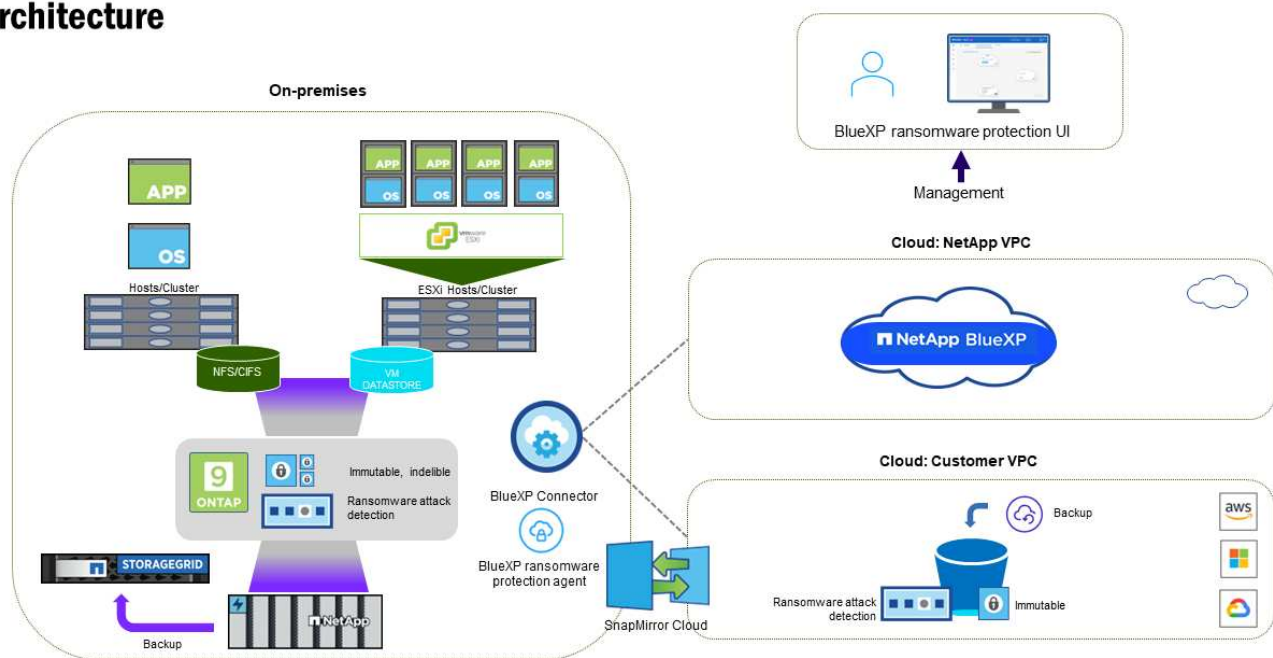 rchitecture
On-premises
APP
OS
Hosts/Cluster
APP APP APP APP
OS OS OS OS
vmware
ESXi
ESXi Hosts/Cluster
NFS/CIFS
VM
DATASTORE
9
ONTAP
Immutable, indelible
Ransomware attack
detection
STORAGEGRID
NetApp
Backup
BlueXP Connector
BlueXP ransomware
protection agent
SnapMirror Cloud
BlueXP ransomware protection UI
Management
Cloud: NetApp VPC
NetApp BlueXP
Cloud: Customer VPC
Backup
Ransomware attack
detection
Immutable
aws